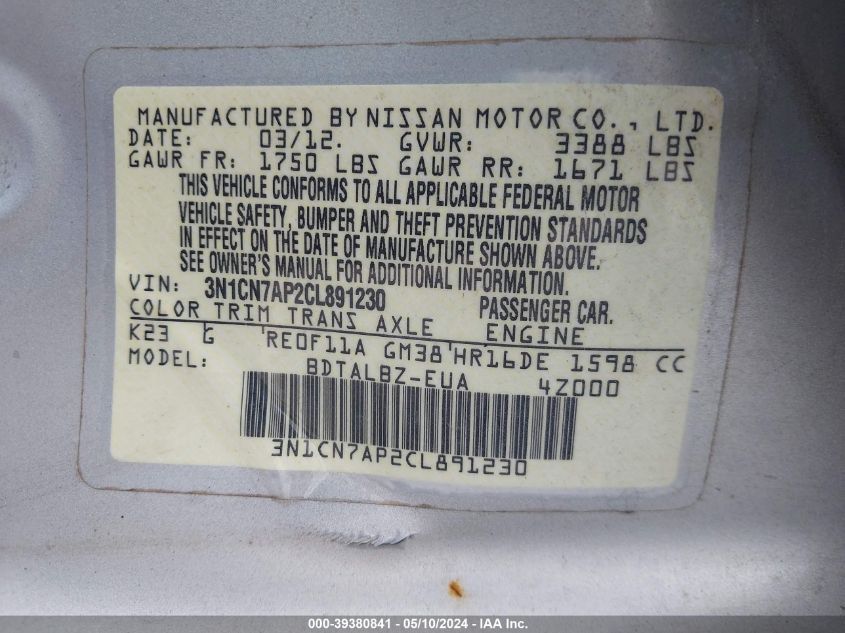 MANUFACTURED BY NISSAN MOTOR CO., LTD.
DATE: 03/12. GVWR: 3388 LBS
GAWR FR: 1750 LBS GAWR RR: 1671 LBS
THIS VEHICLE CONFORMS TO ALL APPLICABLE FEDERAL MOTOR
VEHICLE SAFETY, BUMPER AND THEFT PREVENTION STANDARDS
IN EFFECT ON THE DATE OF MANUFACTURE SHOWN ABOVE.
SEE OWNER'S MANUAL FOR ADDITIONAL INFORMATION.
VIN: 3N1CN7AP2CL891230 PASSENGER CAR.
COLOR TRIM TRANS AXLE ENGINE
K23 G RE0F11A GM38 HR16DE 1598 CC
MODEL: BDTALBZ-EUA 4Z000
3N1CN7AP2CL891230
000-39380841 - 05/10/2024 - IAA Inc.